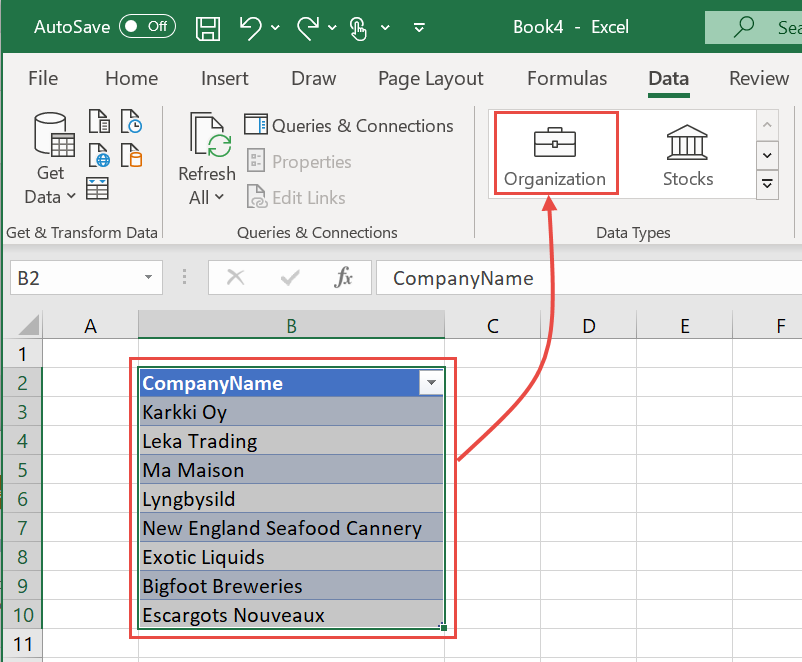 AutoSave Off Book4 - Excel Sea
File Home Insert Draw Page Layout Formulas Data Review
Get Data
Refresh All
Queries & Connections
Properties
Edit Links
Organization
Stocks
Get & Transform Data Queries & Connections Data Types
B2 fx CompanyName
A B C D E F
1
2 CompanyName
3 Karkki Oy
4 Leka Trading
5 Ma Maison
6 Lyngbysild
7 New England Seafood Cannery
8 Exotic Liquids
9 Bigfoot Breweries
10 Escargots Nouveaux
11